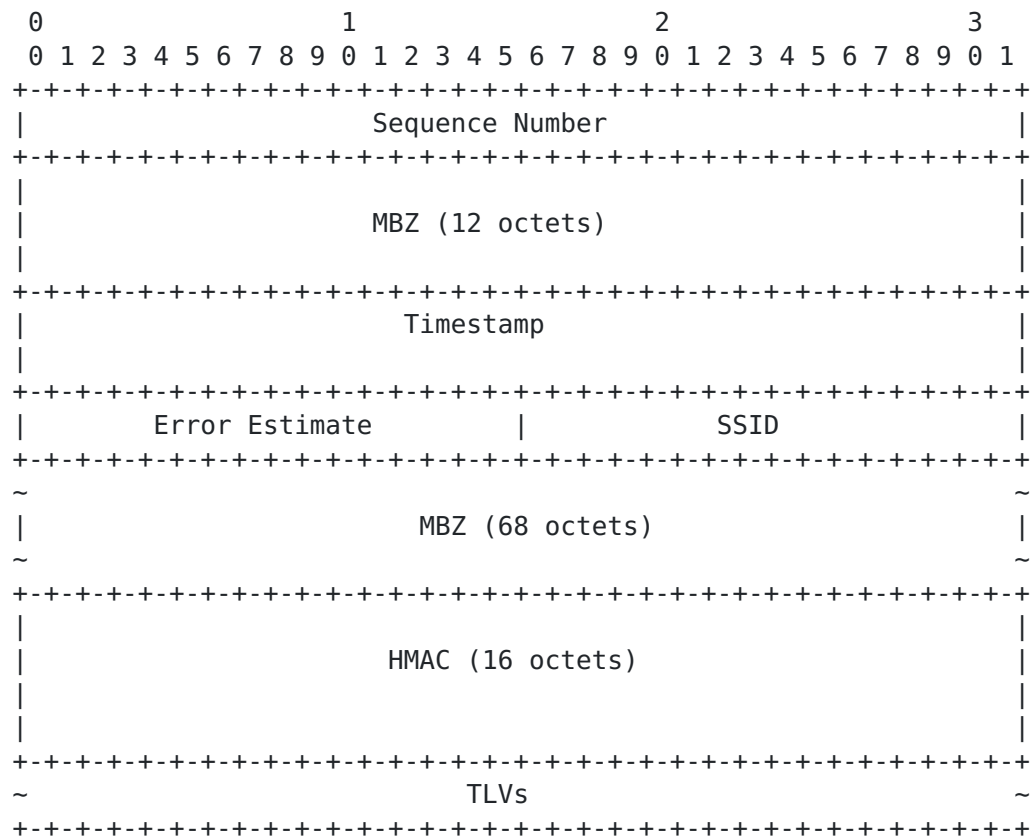 0                   1                   2                   3
 0 1 2 3 4 5 6 7 8 9 0 1 2 3 4 5 6 7 8 9 0 1 2 3 4 5 6 7 8 9 0 1
+-+-+-+-+-+-+-+-+-+-+-+-+-+-+-+-+-+-+-+-+-+-+-+-+-+-+-+-+-+-+-+-+
|                      Sequence Number                          |
+-+-+-+-+-+-+-+-+-+-+-+-+-+-+-+-+-+-+-+-+-+-+-+-+-+-+-+-+-+-+-+-+
|                                                               |
|                      MBZ (12 octets)                          |
|                                                               |
+-+-+-+-+-+-+-+-+-+-+-+-+-+-+-+-+-+-+-+-+-+-+-+-+-+-+-+-+-+-+-+-+
|                        Timestamp                              |
|                                                               |
+-+-+-+-+-+-+-+-+-+-+-+-+-+-+-+-+-+-+-+-+-+-+-+-+-+-+-+-+-+-+-+-+
|        Error Estimate         |            SSID               |
+-+-+-+-+-+-+-+-+-+-+-+-+-+-+-+-+-+-+-+-+-+-+-+-+-+-+-+-+-+-+-+-+
~                                                               ~
|                         MBZ (68 octets)                       |
~                                                               ~
+-+-+-+-+-+-+-+-+-+-+-+-+-+-+-+-+-+-+-+-+-+-+-+-+-+-+-+-+-+-+-+-+
|                                                               |
|                       HMAC (16 octets)                        |
|                                                               |
|                                                               |
+-+-+-+-+-+-+-+-+-+-+-+-+-+-+-+-+-+-+-+-+-+-+-+-+-+-+-+-+-+-+-+-+
~                            TLVs                               ~
+-+-+-+-+-+-+-+-+-+-+-+-+-+-+-+-+-+-+-+-+-+-+-+-+-+-+-+-+-+-+-+-+